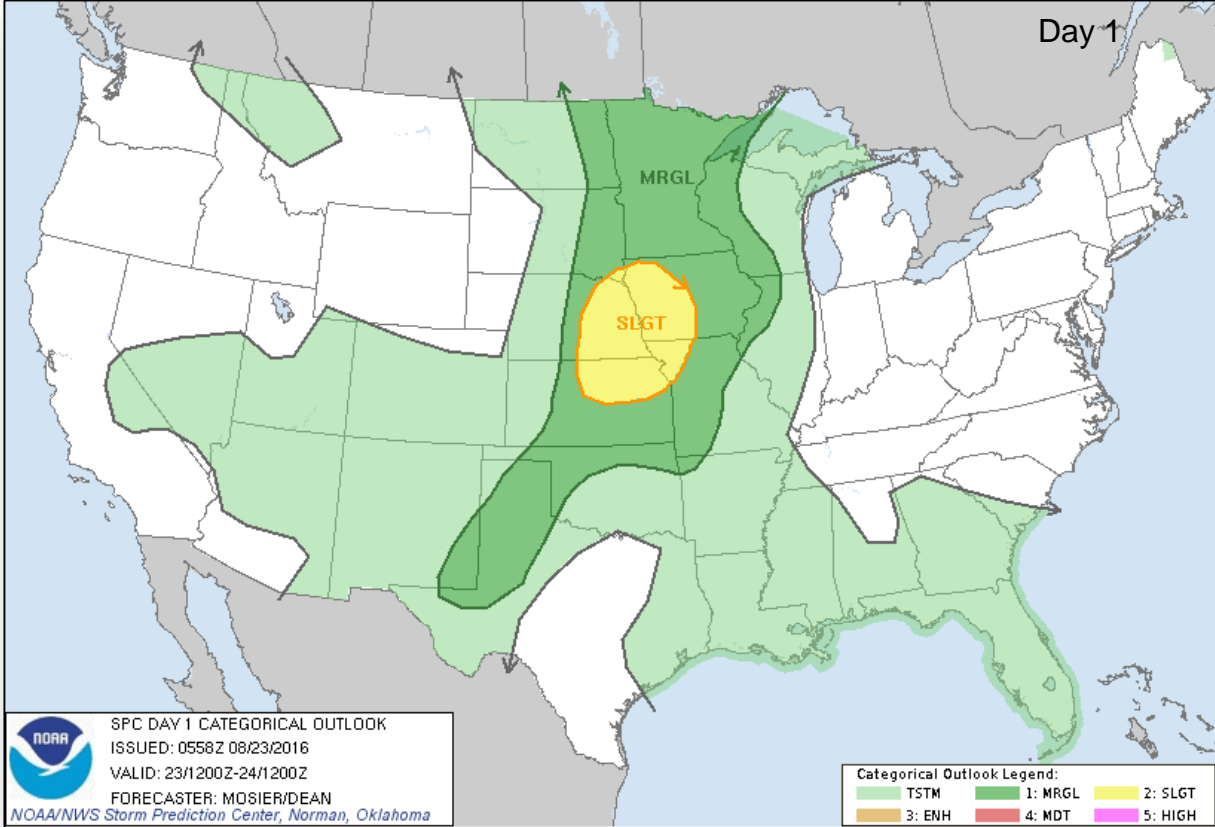 Day 1
MRGL
SLGT
NOAA
SPC DAY 1 CATEGORICAL OUTLOOK
ISSUED: 0558Z 08/23/2016
VALID: 23/1200Z-24/1200Z
FORECASTER: MOSIER/DEAN
NOAA/NWS Storm Prediction Center, Norman, Oklahoma
Categorical Outlook Legend:
TSTM 1: MRGL 2: SLGT
3: ENH 4: MDT 5: HIGH